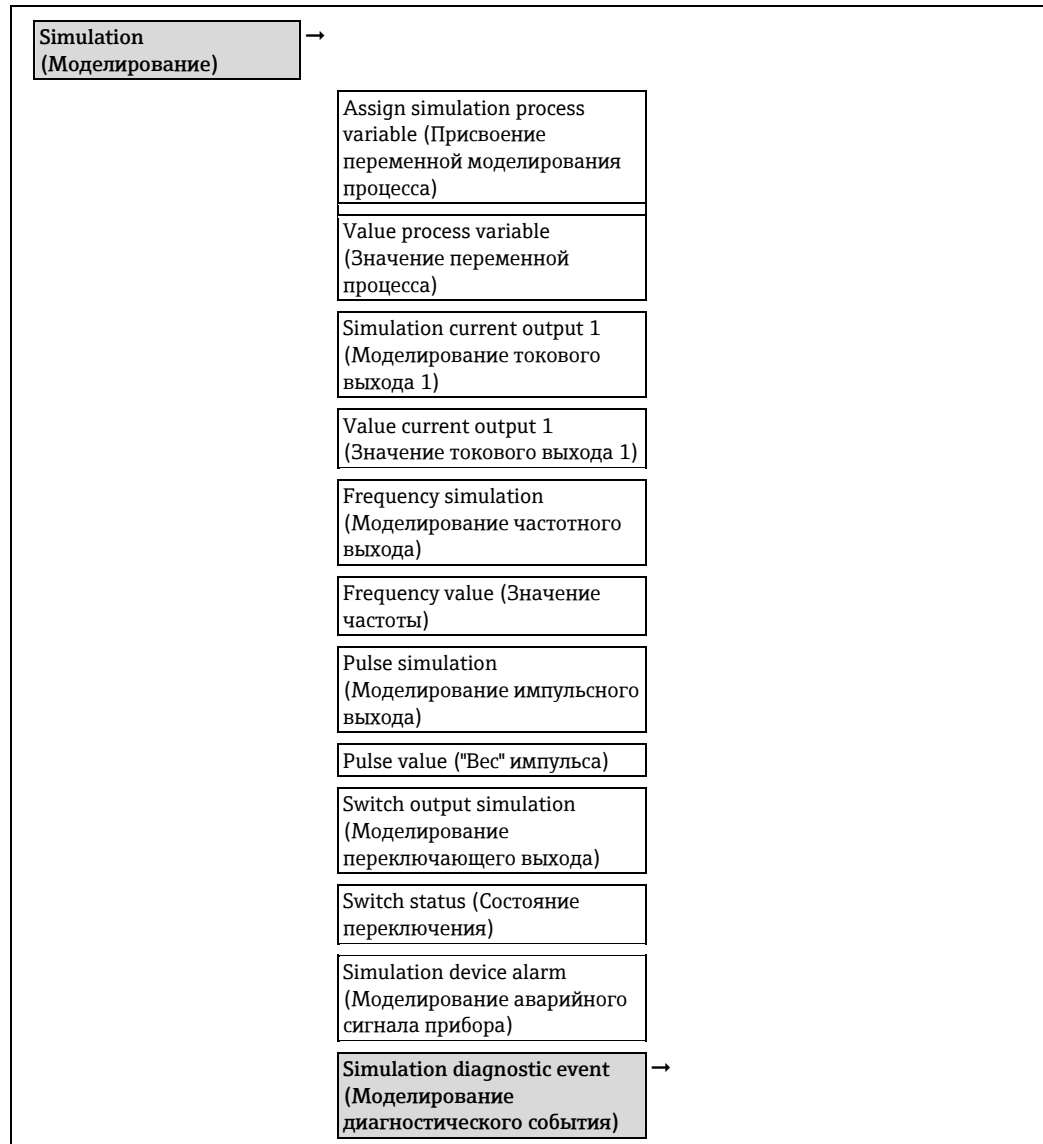 Simulation →
(Моделирование)
Assign simulation process
variable (Присвоение
переменной моделирования
процесса)
Value process variable
(Значение переменной
процесса)
Simulation current output 1
(Моделирование токового
выхода 1)
Value current output 1
(Значение токового выхода 1)
Frequency simulation
(Моделирование частотного
выхода)
Frequency value (Значение
частоты)
Pulse simulation
(Моделирование импульсного
выхода)
Pulse value ("Вес" импульса)
Switch output simulation
(Моделирование
переключающего выхода)
Switch status (Состояние
переключения)
Simulation device alarm
(Моделирование аварийного
сигнала прибора)
Simulation diagnostic event →
(Моделирование
диагностического события)